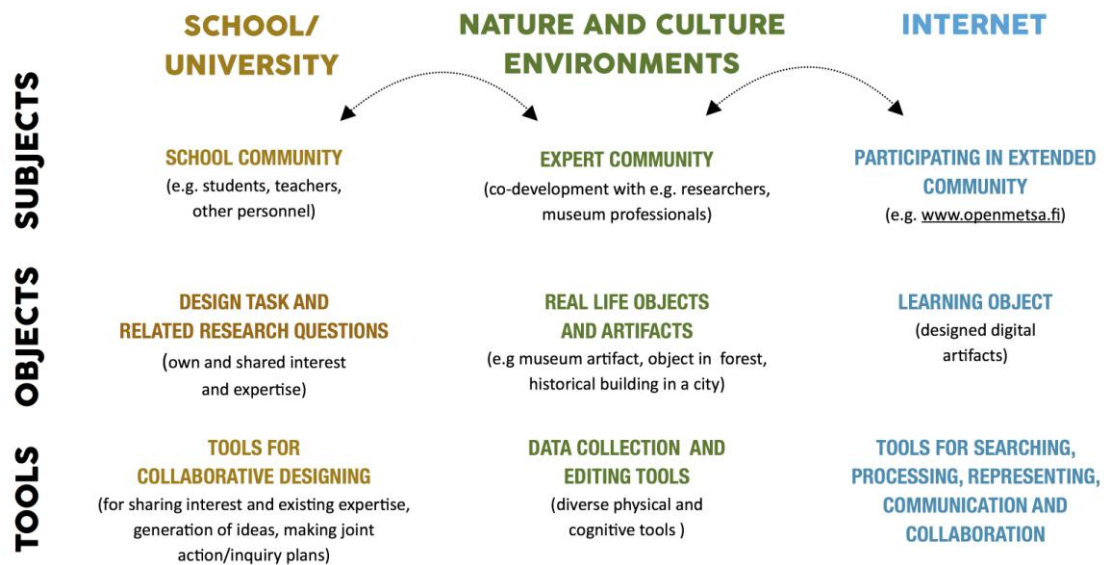 SCHOOL/
UNIVERSITY
NATURE AND CULTURE
ENVIRONMENTS
INTERNET
SUBJECTS
SCHOOL COMMUNITY
(e.g. students, teachers,
other personnel)
EXPERT COMMUNITY
(co-development with e.g. researchers,
museum professionals)
PARTICIPATING IN EXTENDED
COMMUNITY
(e.g. www.openmetsa.fi)
OBJECTS
DESIGN TASK AND
RELATED RESEARCH QUESTIONS
(own and shared interest
and expertise)
REAL LIFE OBJECTS
AND ARTIFACTS
(e.g museum artifact, object in forest,
historical building in a city)
LEARNING OBJECT
(designed digital
artifacts)
TOOLS
TOOLS FOR
COLLABORATIVE DESIGNING
(for sharing interest and existing expertise,
generation of ideas, making joint
action/inquiry plans)
DATA COLLECTION AND
EDITING TOOLS
(diverse physical and
cognitive tools )
TOOLS FOR SEARCHING,
PROCESSING, REPRESENTING,
COMMUNICATION AND
COLLABORATION